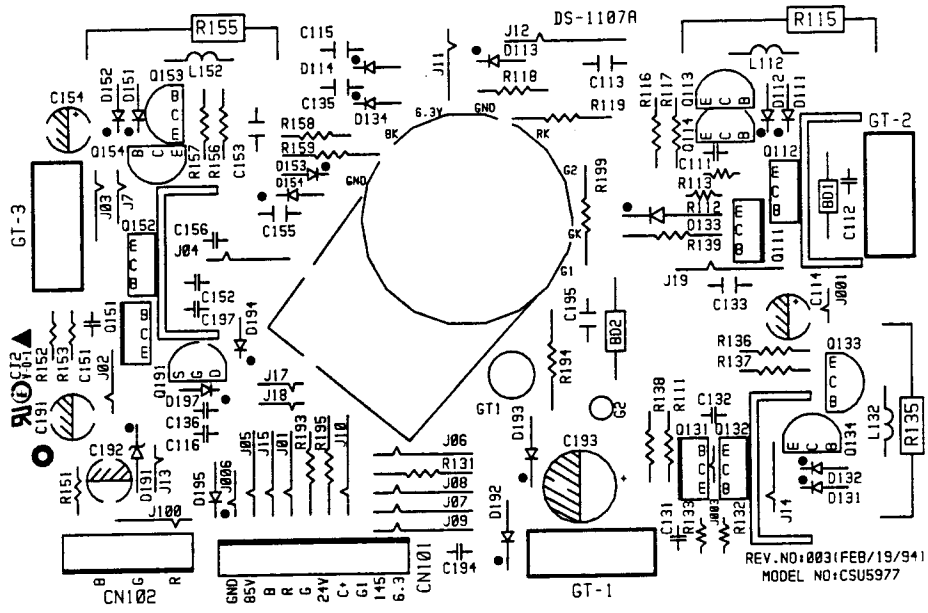 R155
DS-1107A
R115
C115
J12
J11
D113
L112
L152
D114
R118
C113
C135
D134
R119
D152
D151
Q153
B
C
E
C154
R116
R117
Q113
E C B
D112
D111
6.3V
GND
BK
RK
R158
R159
GND
C153
R157
R156
Q154
B C E
E C B
Q114
GT-2
D153
D154
G2
R199
C111
R113
Q112
E
C
B
BD1
C112
GT-3
J03
J7
C155
R112
D133
R139
E
C
B
Q111
Q152
E
C
B
C156
J04
GK
G1
J19
C133
C114
J001
C152
C197
D194
C195
BD2
R194
Q151
B
C
E
R136
R137
Q133
E
C
B
R152
R153
C151
J02
Q191
S G D
J17
J18
GT1
G2
D197
C136
C116
C191
C192
R138
R111
C132
Q131
Q132
B
C
E
B
C
E
E C B
Q134
L132
R135
J05
J15
J01
R193
R195
J10
J06
R131
J08
J07
J09
D193
C193
D132
D131
J14
R151
D191
J13
D195
J006
J100
D192
C131
R133
J003
R132
C194
REV.NO:003(FEB/19/94)
MODEL NO:CSU5977
B
G
R
CN102
GND
85V
B
R
G
24V
C+
G1
145
6.3
CN101
GT-1